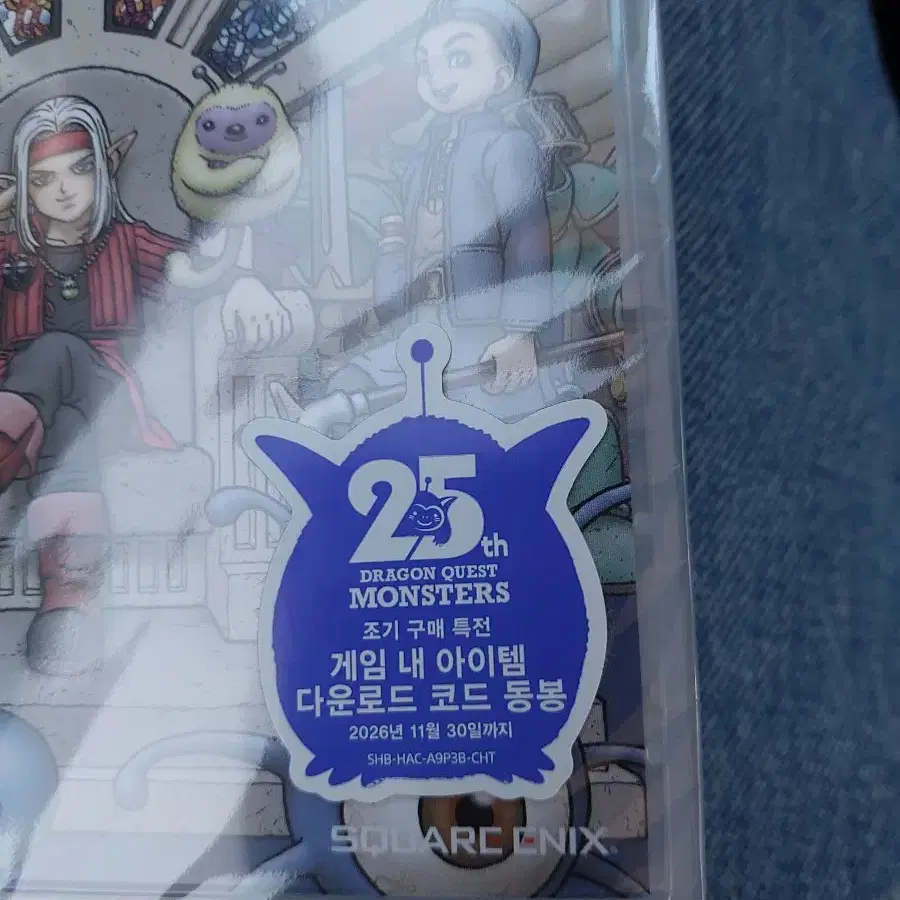 25th
DRAGON QUEST
MONSTERS
조기 구매 특전
게임 내 아이템
다운로드 코드 동봉
2026년 11월 30일까지
SHB-HAC-A9P3B-CHT
SQUARE ENIX